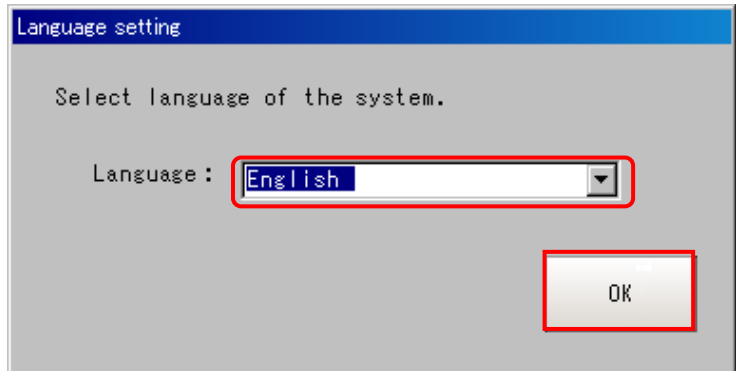 Language setting
Select language of the system.
Language：
English
OK